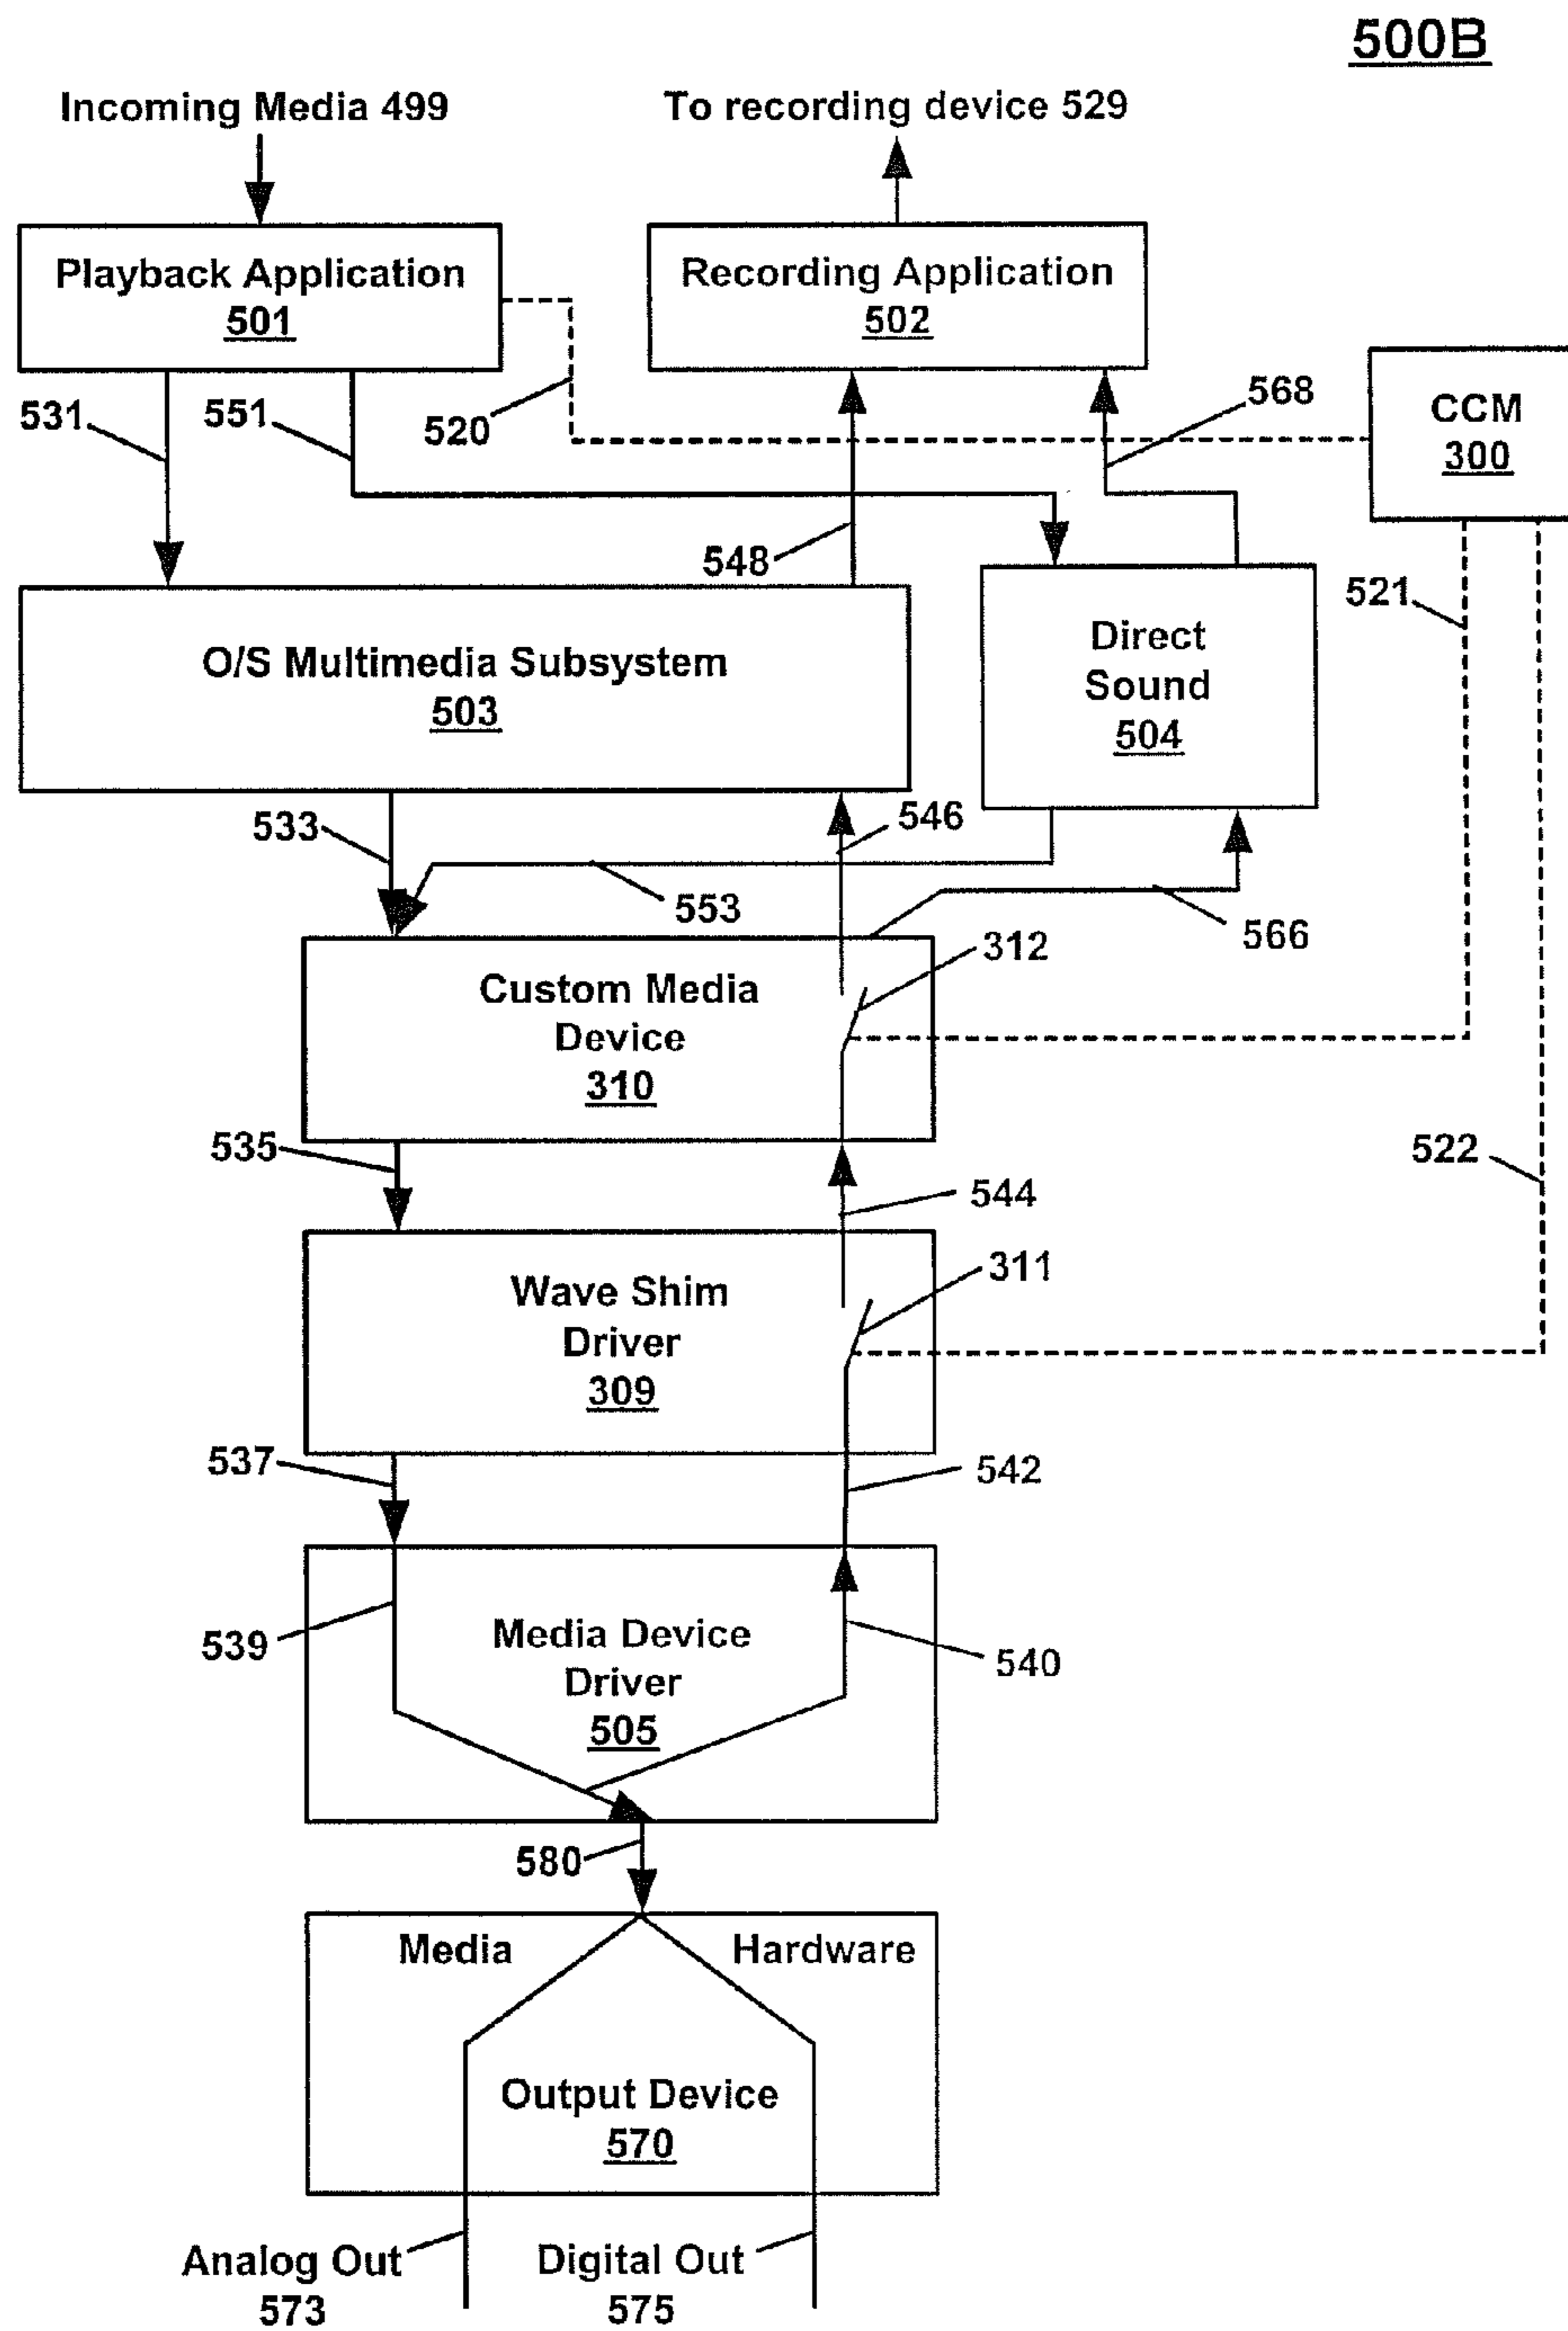 500B
Incoming Media 499
To recording device 529
Playback Application
501
Recording Application
502
CCM
300
531
551
520
568
548
521
O/S Multimedia Subsystem
503
Direct
Sound
504
533
546
553
566
312
Custom Media
Device
310
535
522
544
311
Wave Shim
Driver
309
537
542
539
Media Device
Driver
505
540
580
Media
Hardware
Output Device
570
Analog Out
573
Digital Out
575